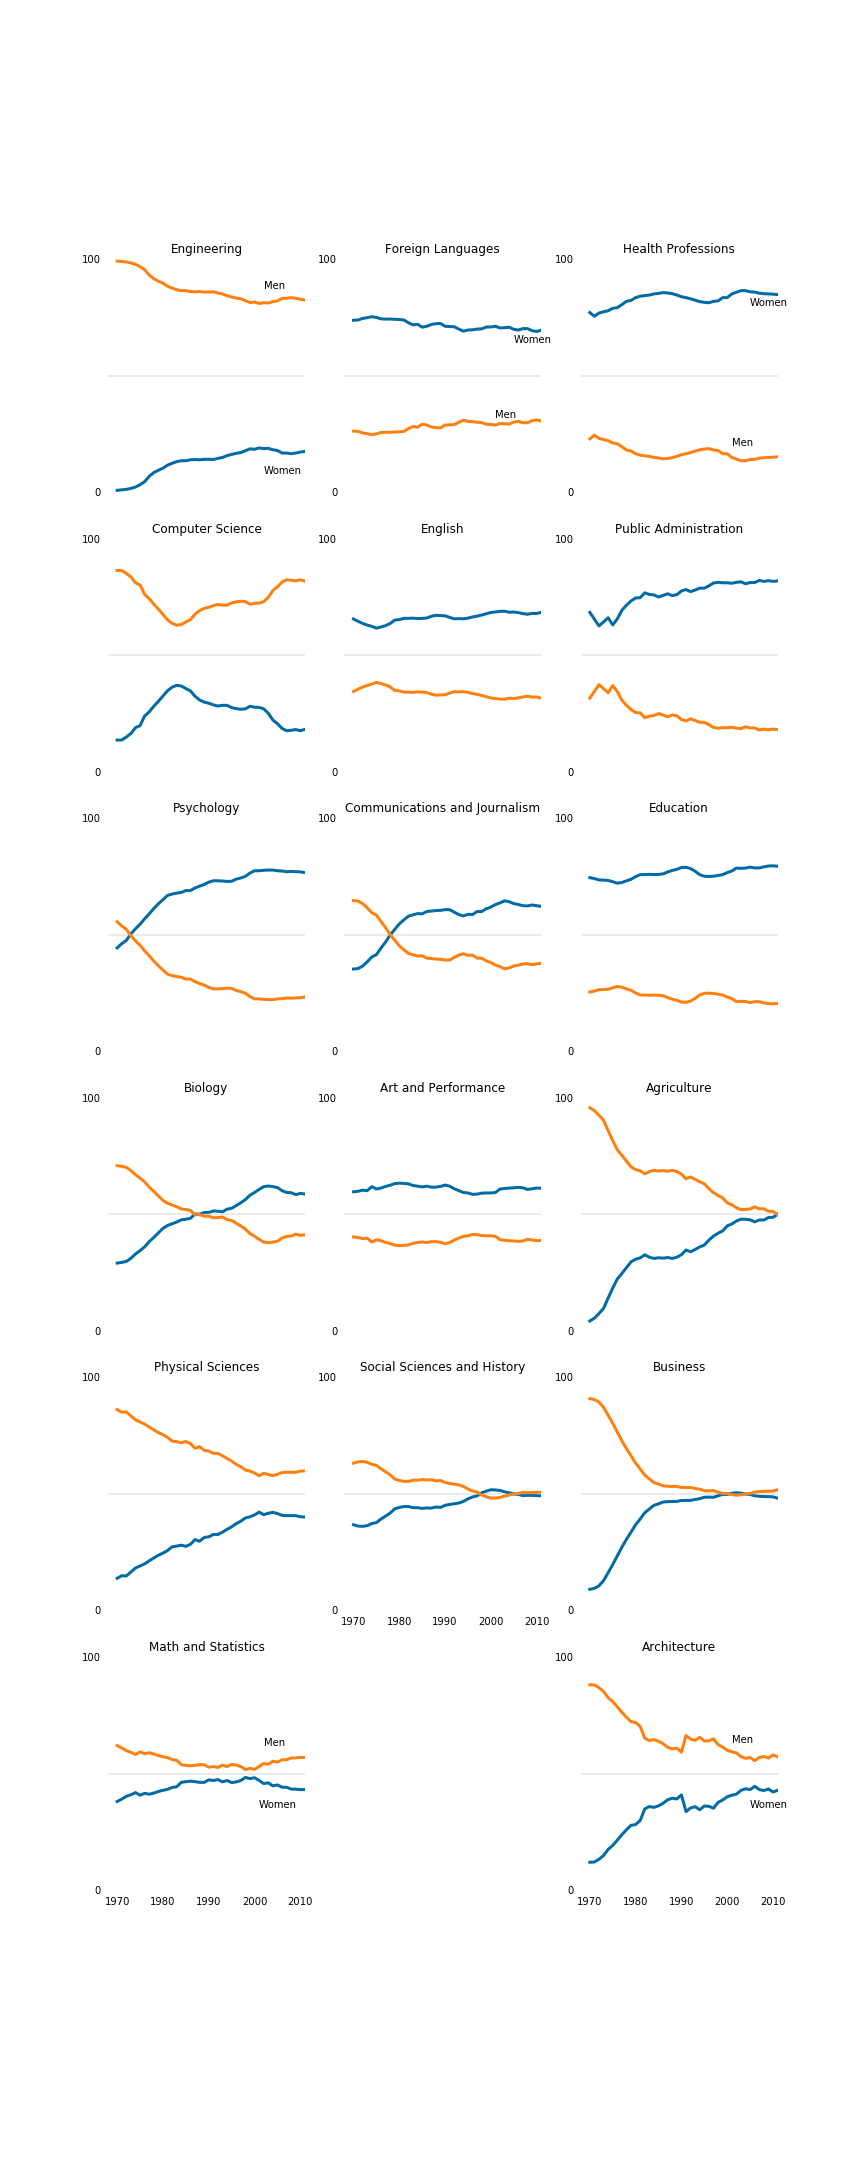 Engineering
100
Men
Women
0
Foreign Languages
100
Women
Men
0
Health Professions
100
Women
Men
0
Computer Science
100
0
English
100
0
Public Administration
100
0
Psychology
100
0
Communications and Journalism
100
0
Education
100
0
Biology
100
0
Art and Performance
100
0
Agriculture
100
0
Physical Sciences
100
0
Social Sciences and History
100
0
1970 1980 1990 2000 2010
Business
100
0
Math and Statistics
100
Men
Women
0
1970 1980 1990 2000 2010
Architecture
100
Men
Women
0
1970 1980 1990 2000 2010